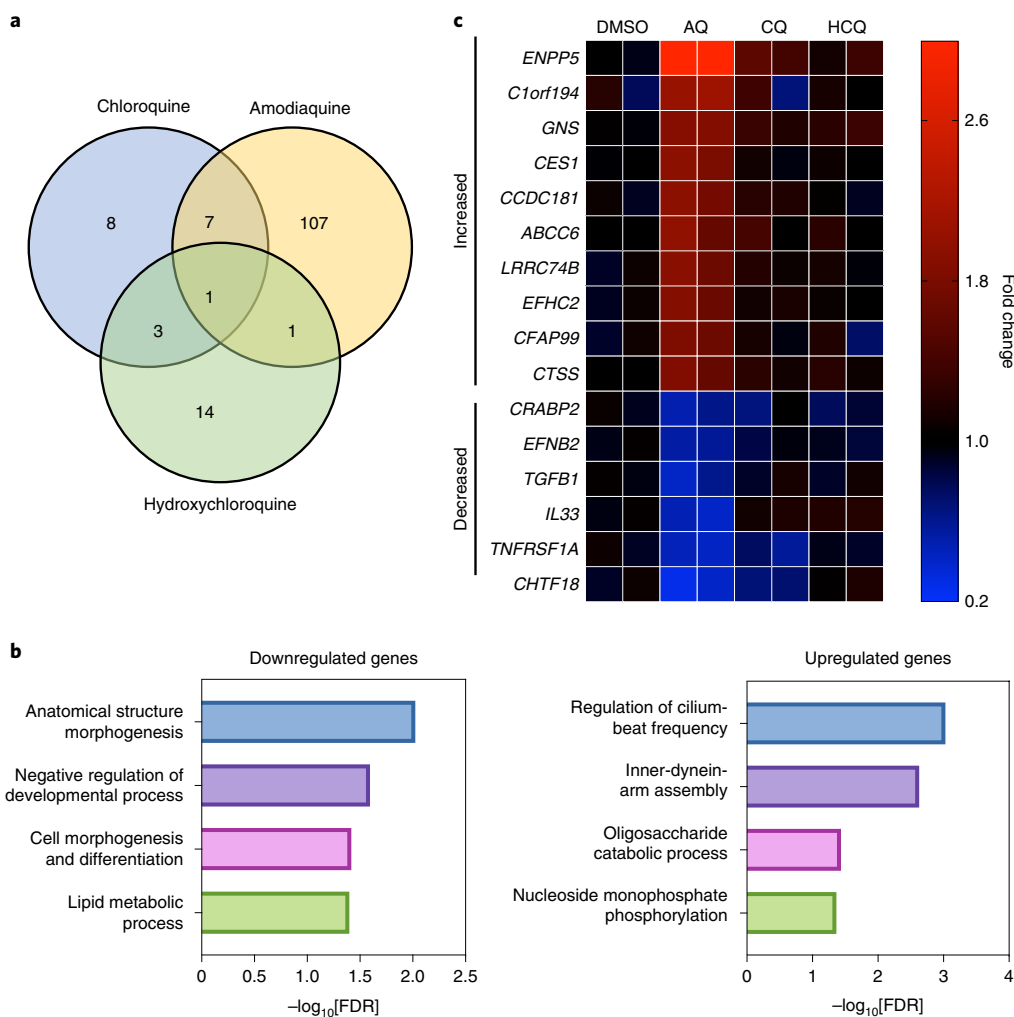 a
Chloroquine
Amodiaquine
8
7
107
1
3
1
14
Hydroxychloroquine
c
DMSO AQ CQ HCQ
Increased
Decreased
ENPP5
C1orf194
GNS
CES1
CCDC181
ABCC6
LRRC74B
EFHC2
CFAP99
CTSS
CRABP2
EFNB2
TGFB1
IL33
TNFRSF1A
CHTF18
2.6
1.8
1.0
0.2
Fold change
b
Downregulated genes
Anatomical structure
morphogenesis
Negative regulation of
developmental process
Cell morphogenesis
and differentiation
Lipid metabolic
process
0 0.5 1.0 1.5 2.0 2.5
–log10[FDR]
Upregulated genes
Regulation of cilium-
beat frequency
Inner-dynein-
arm assembly
Oligosaccharide
catabolic process
Nucleoside monophosphate
phosphorylation
0 1 2 3 4
–log10[FDR]